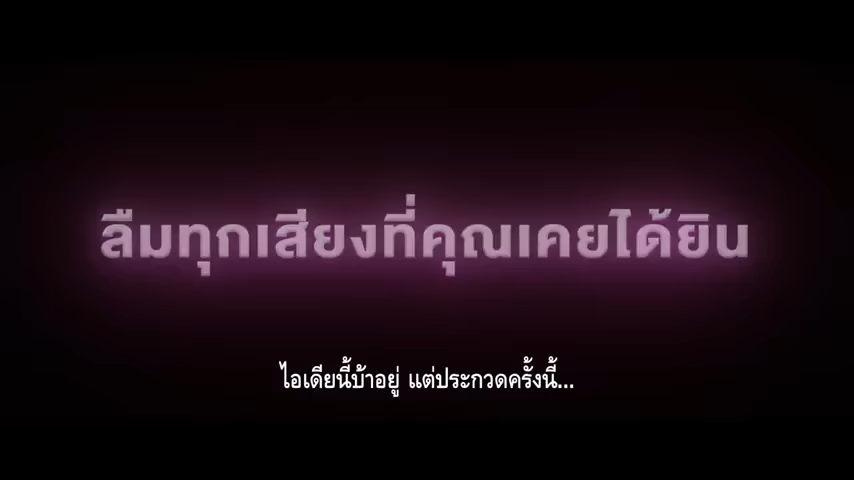 ลืมทุกเสียงที่คุณเคยได้ยิน
ไอเดียนี้บ้าอยู่ แต่ประกวดครั้งนี้...